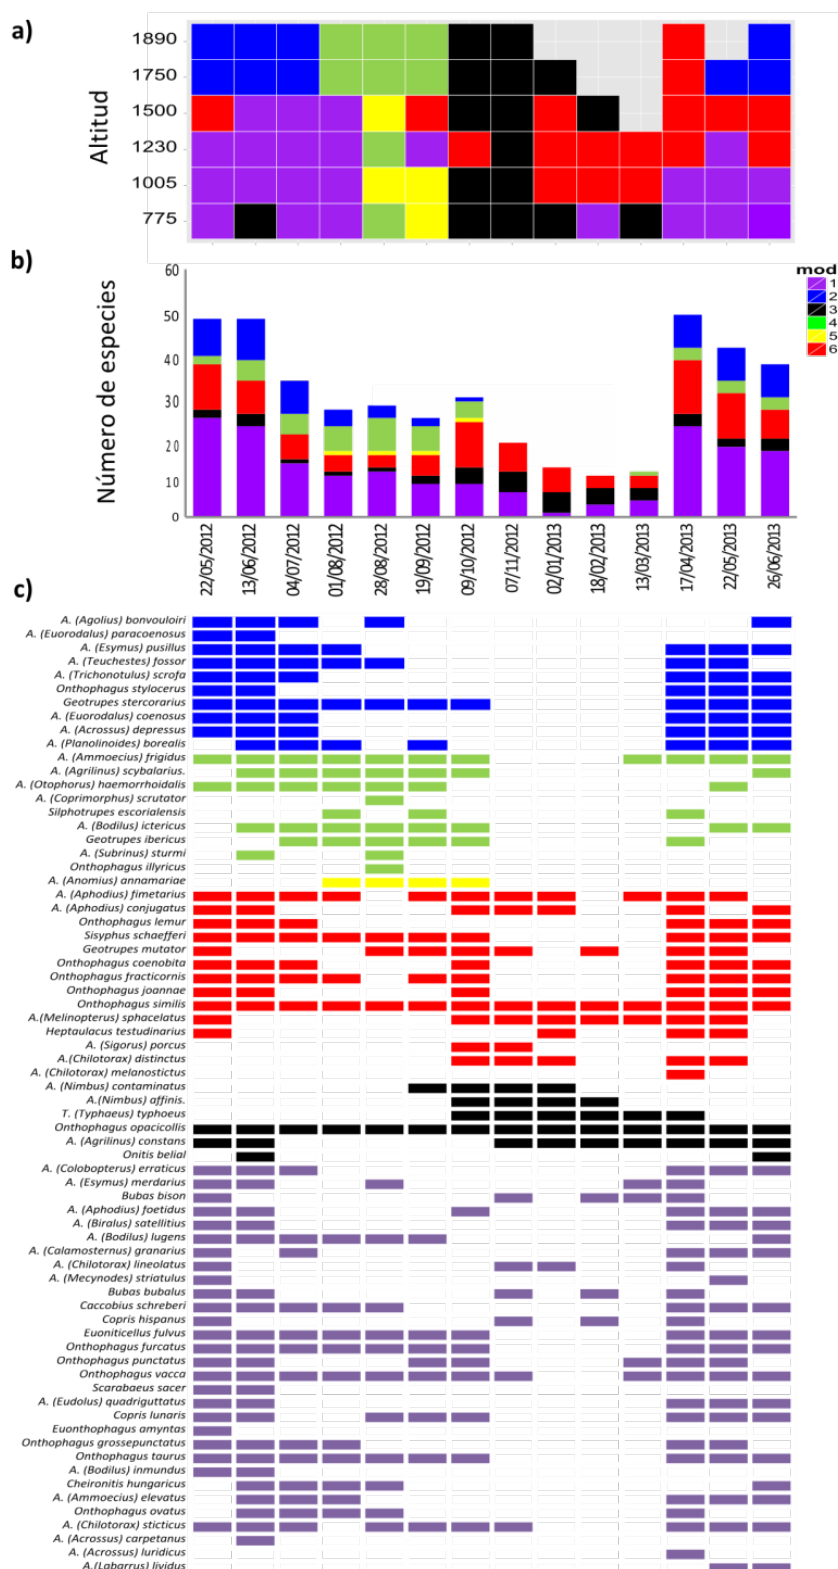 a)
Altitud
1890
1750
1500
1230
1005
775
b)
Número de especies
60
50
40
30
20
10
0
mod
1
2
3
4
5
6
22/05/2012
13/06/2012
04/07/2012
01/08/2012
28/08/2012
19/09/2012
09/10/2012
07/11/2012
02/01/2013
18/02/2013
13/03/2013
17/04/2013
22/05/2013
26/06/2013
c)
A. (Agolius) bonvouloiri
A. (Euorodalus) paracoenosus
A. (Esymus) pusillus
A. (Teuchestes) fossor
A. (Trichonotulus) scrofa
Onthophagus stylocerus
Geotrupes stercorarius
A. (Euorodalus) coenosus
A. (Acrossus) depressus
A. (Planolinoides) borealis
A. (Ammoecius) frigidus
A. (Agrilinus) scybalarius.
A. (Otophorus) haemorrhoidalis
A. (Coprimorphus) scrutator
Silphotrupes escorialensis
A. (Bodilus) ictericus
Geotrupes ibericus
A. (Subrinus) sturmi
Onthophagus illyricus
A. (Anomius) annamariae
A. (Aphodius) fimetarius
A. (Aphodius) conjugatus
Onthophagus lemur
Sisyphus schaefferi
Geotrupes mutator
Onthophagus coenobita
Onthophagus fracticornis
Onthophagus joannae
Onthophagus similis
A.(Melinopterus) sphacelatus
Heptaulacus testudinarius
A. (Sigorus) porcus
A.(Chilotorax) distinctus
A. (Chilotorax) melanostictus
A. (Nimbus) contaminatus
A.(Nimbus) affinis.
T. (Typhaeus) typhoeus
Onthophagus opacicollis
A. (Agrilinus) constans
Onitis belial
A. (Colobopterus) erraticus
A. (Esymus) merdarius
Bubas bison
A. (Aphodius) foetidus
A. (Biralus) satellitius
A. (Bodilus) lugens
A. (Calamosternus) granarius
A. (Chilotorax) lineolatus
A. (Mecynodes) striatulus
Bubas bubalus
Caccobius schreberi
Copris hispanus
Euoniticellus fulvus
Onthophagus furcatus
Onthophagus punctatus
Onthophagus vacca
Scarabaeus sacer
A. (Eudolus) quadriguttatus
Copris lunaris
Euonthophagus amyntas
Onthophagus grossepunctatus
Onthophagus taurus
A. (Bodilus) inmundus
Cheironitis hungaricus
A. (Ammoecius) elevatus
Onthophagus ovatus
A. (Chilotorax) sticticus
A. (Acrossus) carpetanus
A. (Acrossus) luridicus
A.(Labarrus) lividus